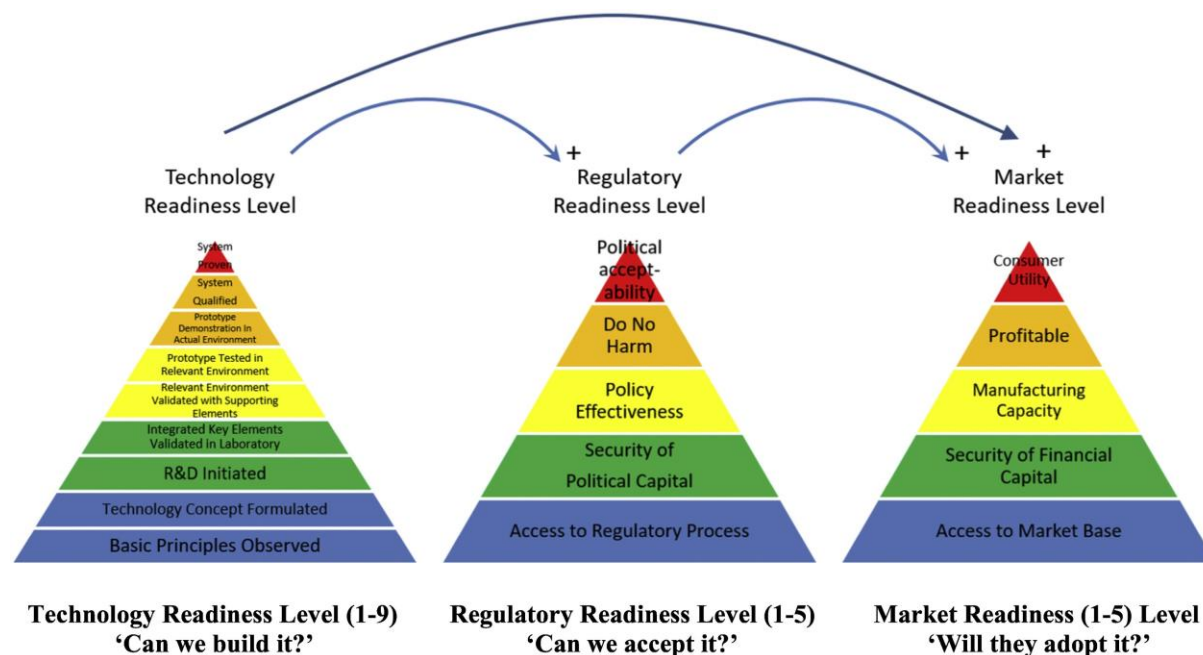 +
+
+
Technology
Readiness Level
Regulatory
Readiness Level
Market
Readiness Level
System
Proven
System
Qualified
Prototype
Demonstration In
Actual Environment
Prototype Tested in
Relevant Environment
Relevant Environment
Validated with Supporting
Elements
Integrated Key Elements
Validated in Laboratory
R&D Initiated
Technology Concept Formulated
Basic Principles Observed
Political
accept-
ability
Do No
Harm
Policy
Effectiveness
Security of
Political Capital
Access to Regulatory Process
Consumer
Utility
Profitable
Manufacturing
Capacity
Security of Financial
Capital
Access to Market Base
Technology Readiness Level (1-9)
‘Can we build it?’
Regulatory Readiness Level (1-5)
‘Can we accept it?’
Market Readiness (1-5) Level
‘Will they adopt it?’